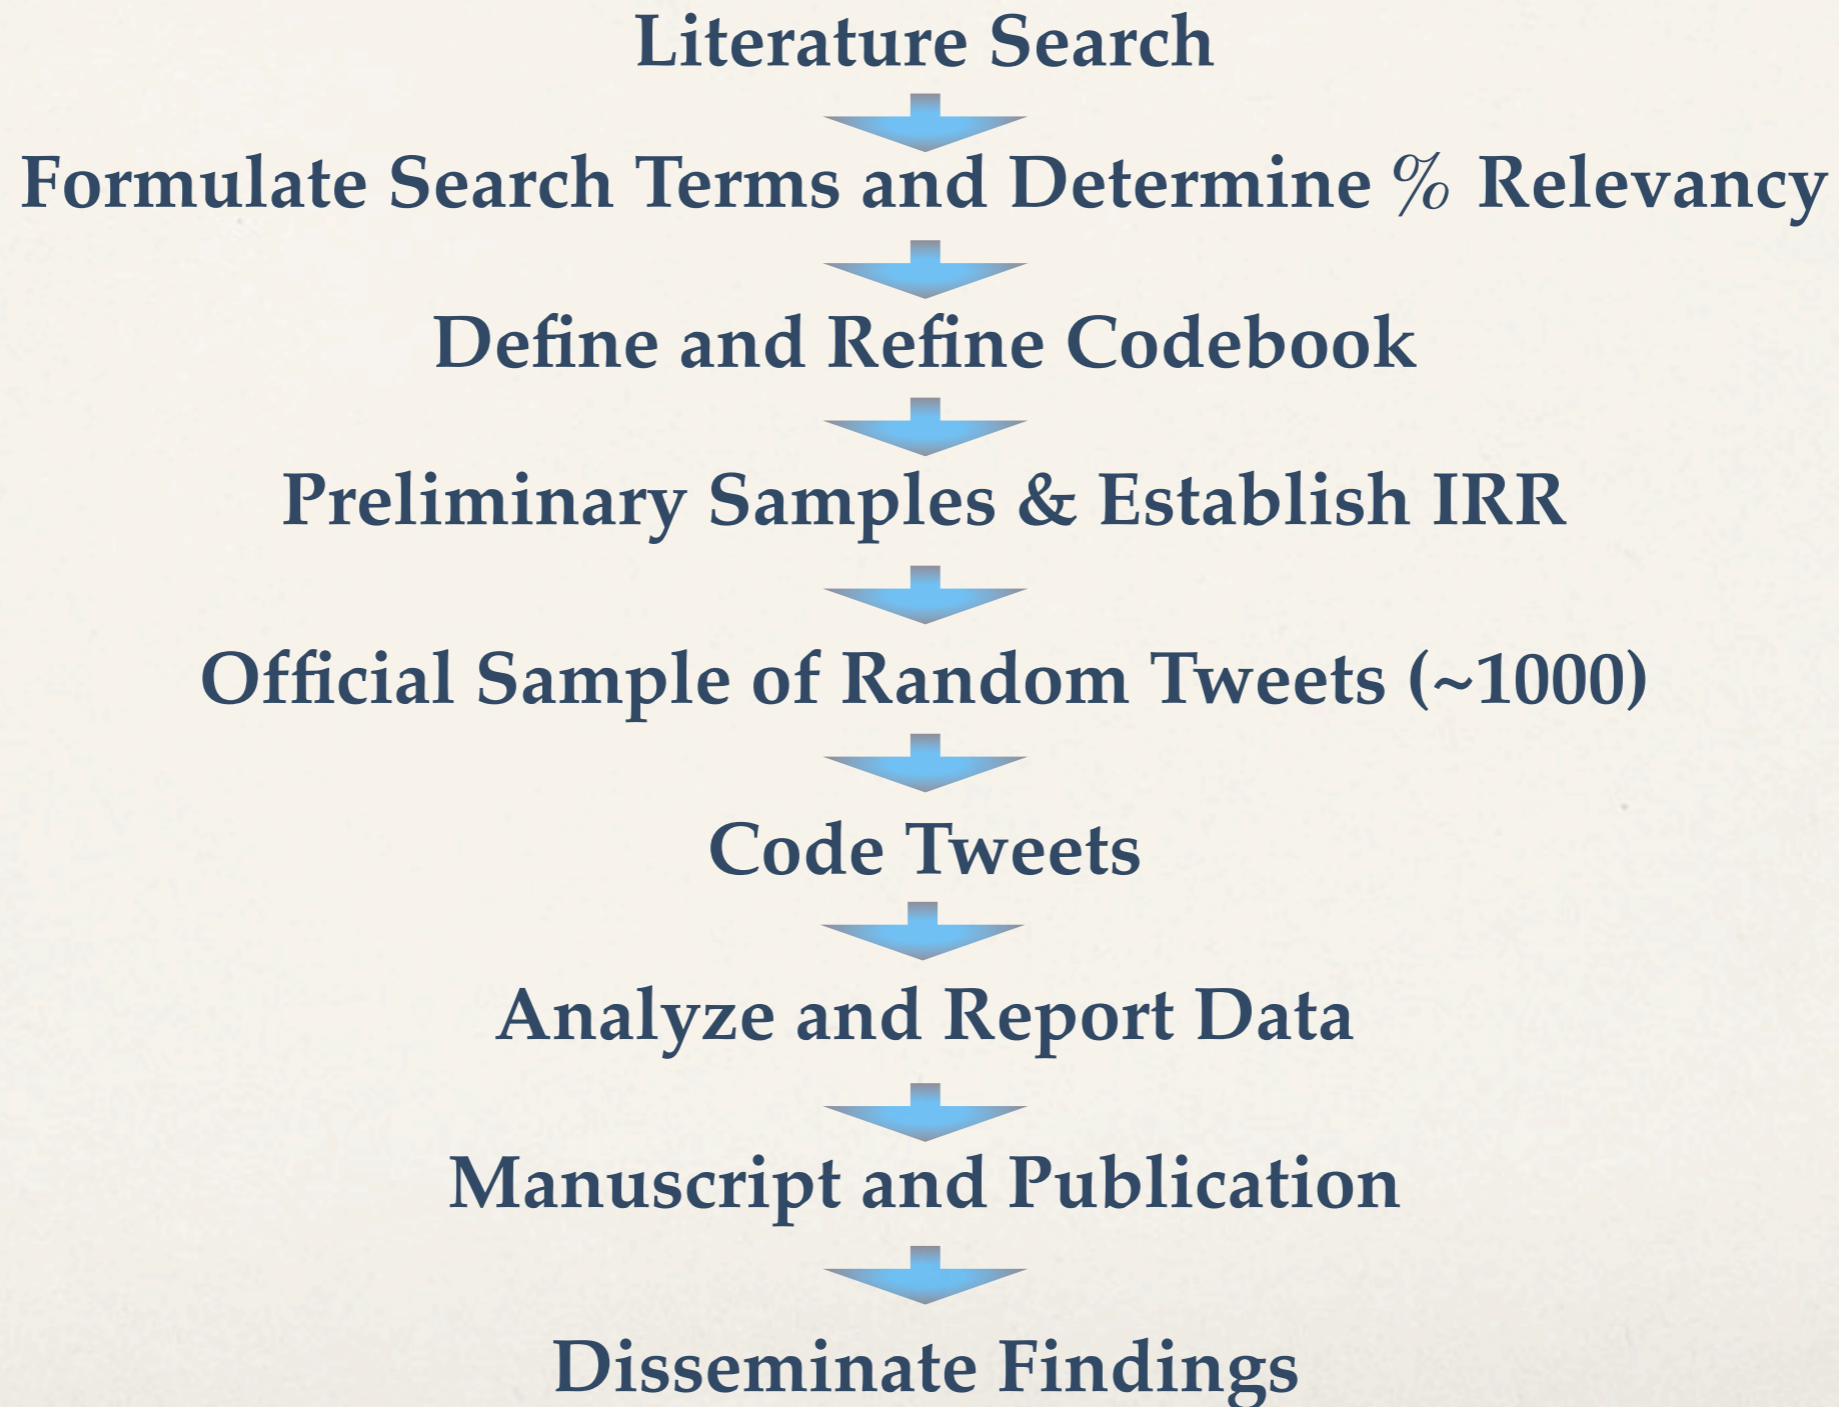 Literature Search
Formulate Search Terms and Determine % Relevancy
Define and Refine Codebook
Preliminary Samples & Establish IRR
Official Sample of Random Tweets (~1000)
Code Tweets
Analyze and Report Data
Manuscript and Publication
Disseminate Findings